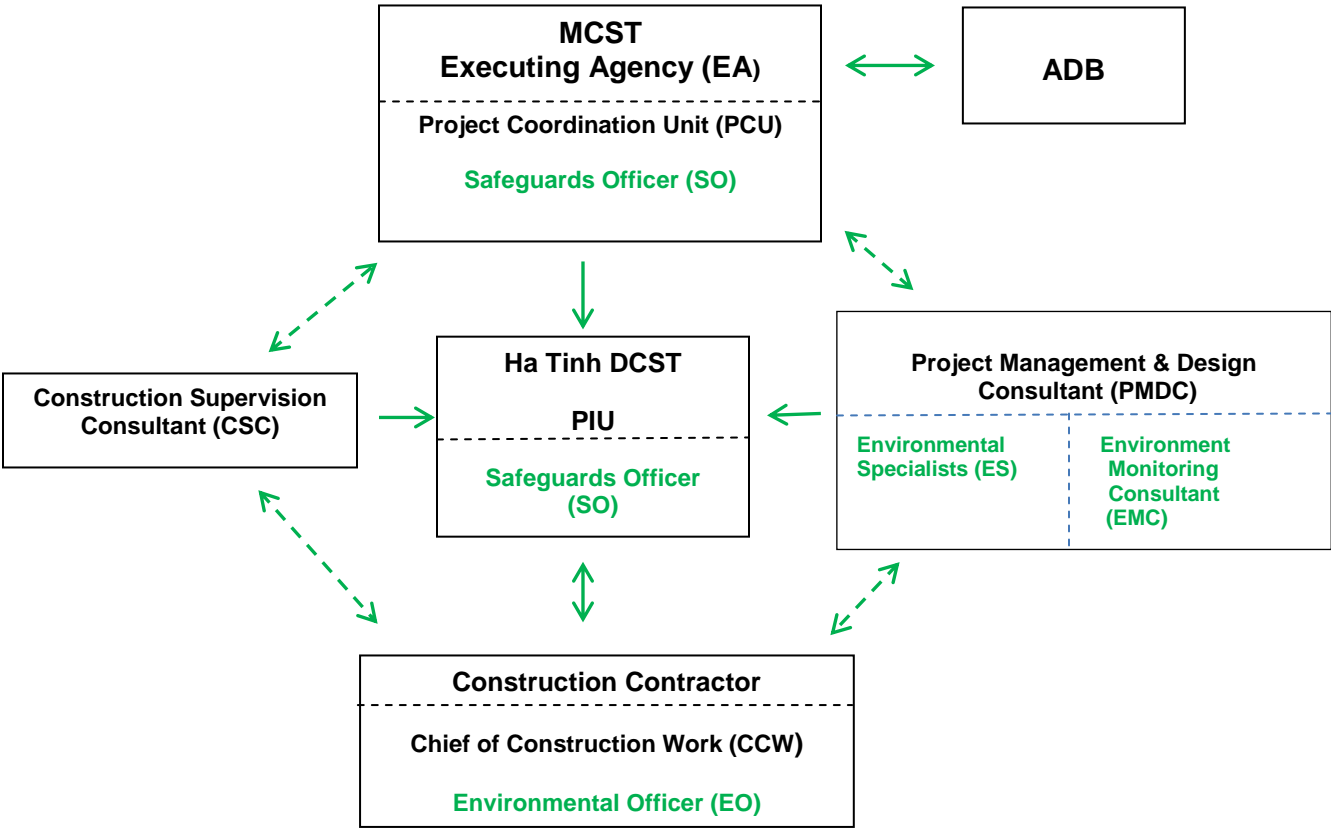 MCST
Executing Agency (EA)
Project Coordination Unit (PCU)
Safeguards Officer (SO)
ADB
Ha Tinh DCST
PIU
Safeguards Officer
(SO)
Construction Supervision
Consultant (CSC)
Project Management & Design
Consultant (PMDC)
Environmental
Specialists (ES)
Environment
Monitoring
Consultant
(EMC)
Construction Contractor
Chief of Construction Work (CCW)
Environmental Officer (EO)